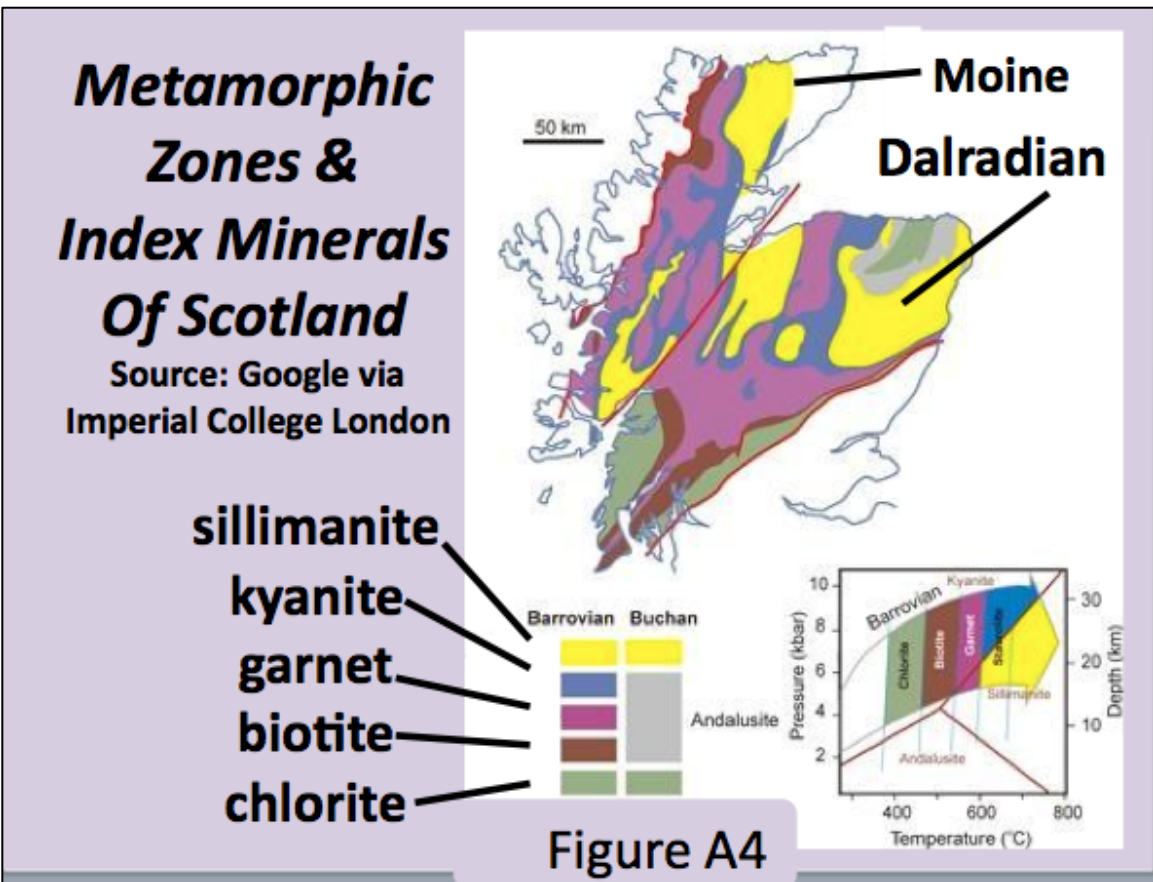 Metamorphic
Zones &
Index Minerals
Of Scotland
Source: Google via
Imperial College London
50 km
Moine
Dalradian
sillimanite
kyanite
garnet
biotite
chlorite
Barrovian Buchan
Andalusite
Pressure (kbar)
10
8
6
4
2
Barrovian
Kyanite
Chlorite
Biotite
Garnet
Staurolite
Sillimanite
Andalusite
30
20
10
Depth (km)
400 600 800
Temperature (°C)
Figure A4